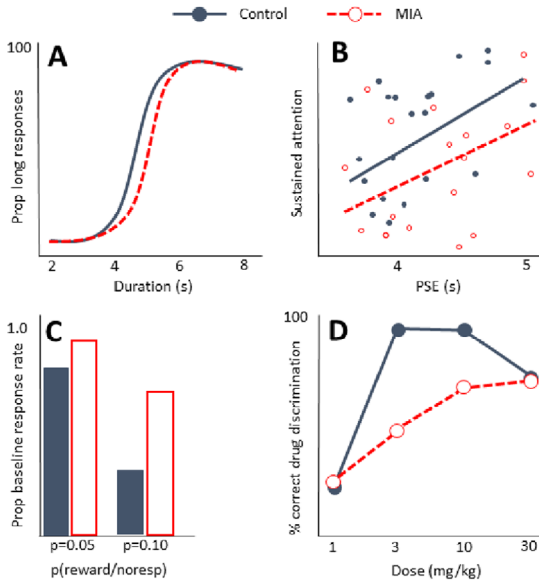 Control MIA
A
100
Prop long responses
2 4 6 8
Duration (s)
B
Sustained attention
4 5
PSE (s)
C
1.0
Prop baseline response rate
p=0.05 p=0.10
p(reward/noresp)
D
100
% correct drug discrimination
1 3 10 30
Dose (mg/kg)